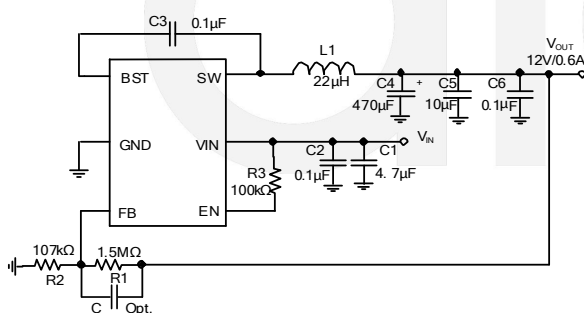 C3 0.1µF
L1
22µH
VOUT
12V/0.6A
BST
SW
C4 +
470µF
C5
10µF
C6
0.1µF
GND
VIN
VIN
C2
0.1µF
C1
4. 7µF
R3
100kΩ
FB
EN
107kΩ
R2
1.5MΩ
R1
C Opt.